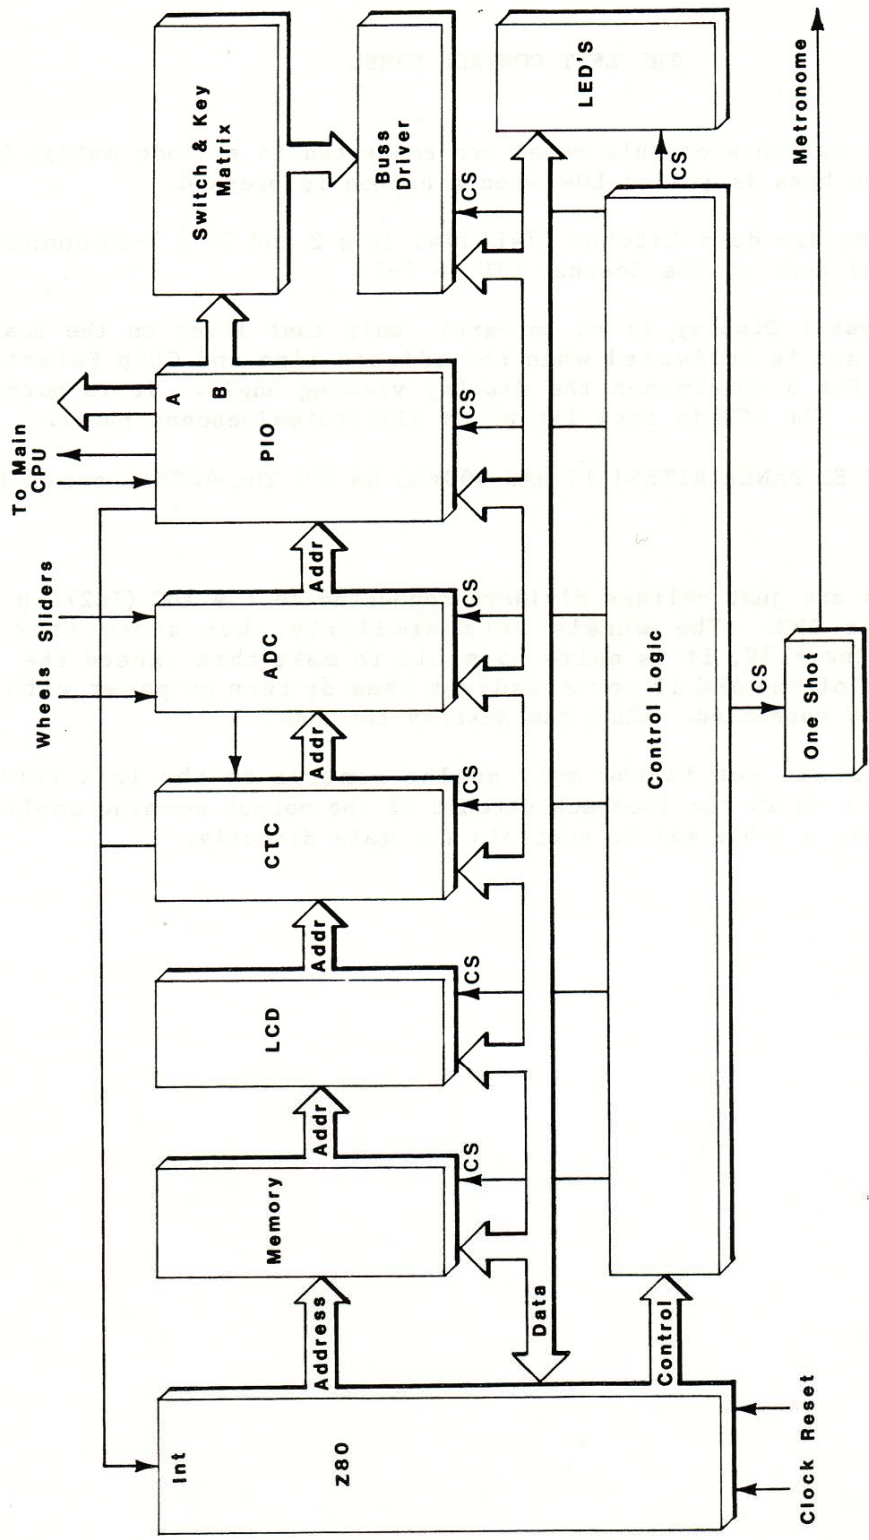 Int
Z80
Clock Reset
Address
Data
Control
Memory
CS
Addr
LCD
CS
Addr
CTC
CS
Addr
Wheels Sliders
ADC
CS
Addr
To Main
CPU
A
B
PIO
CS
Switch & Key
Matrix
Buss
Driver
CS
LED'S
CS
Control Logic
CS
One Shot
Metronome